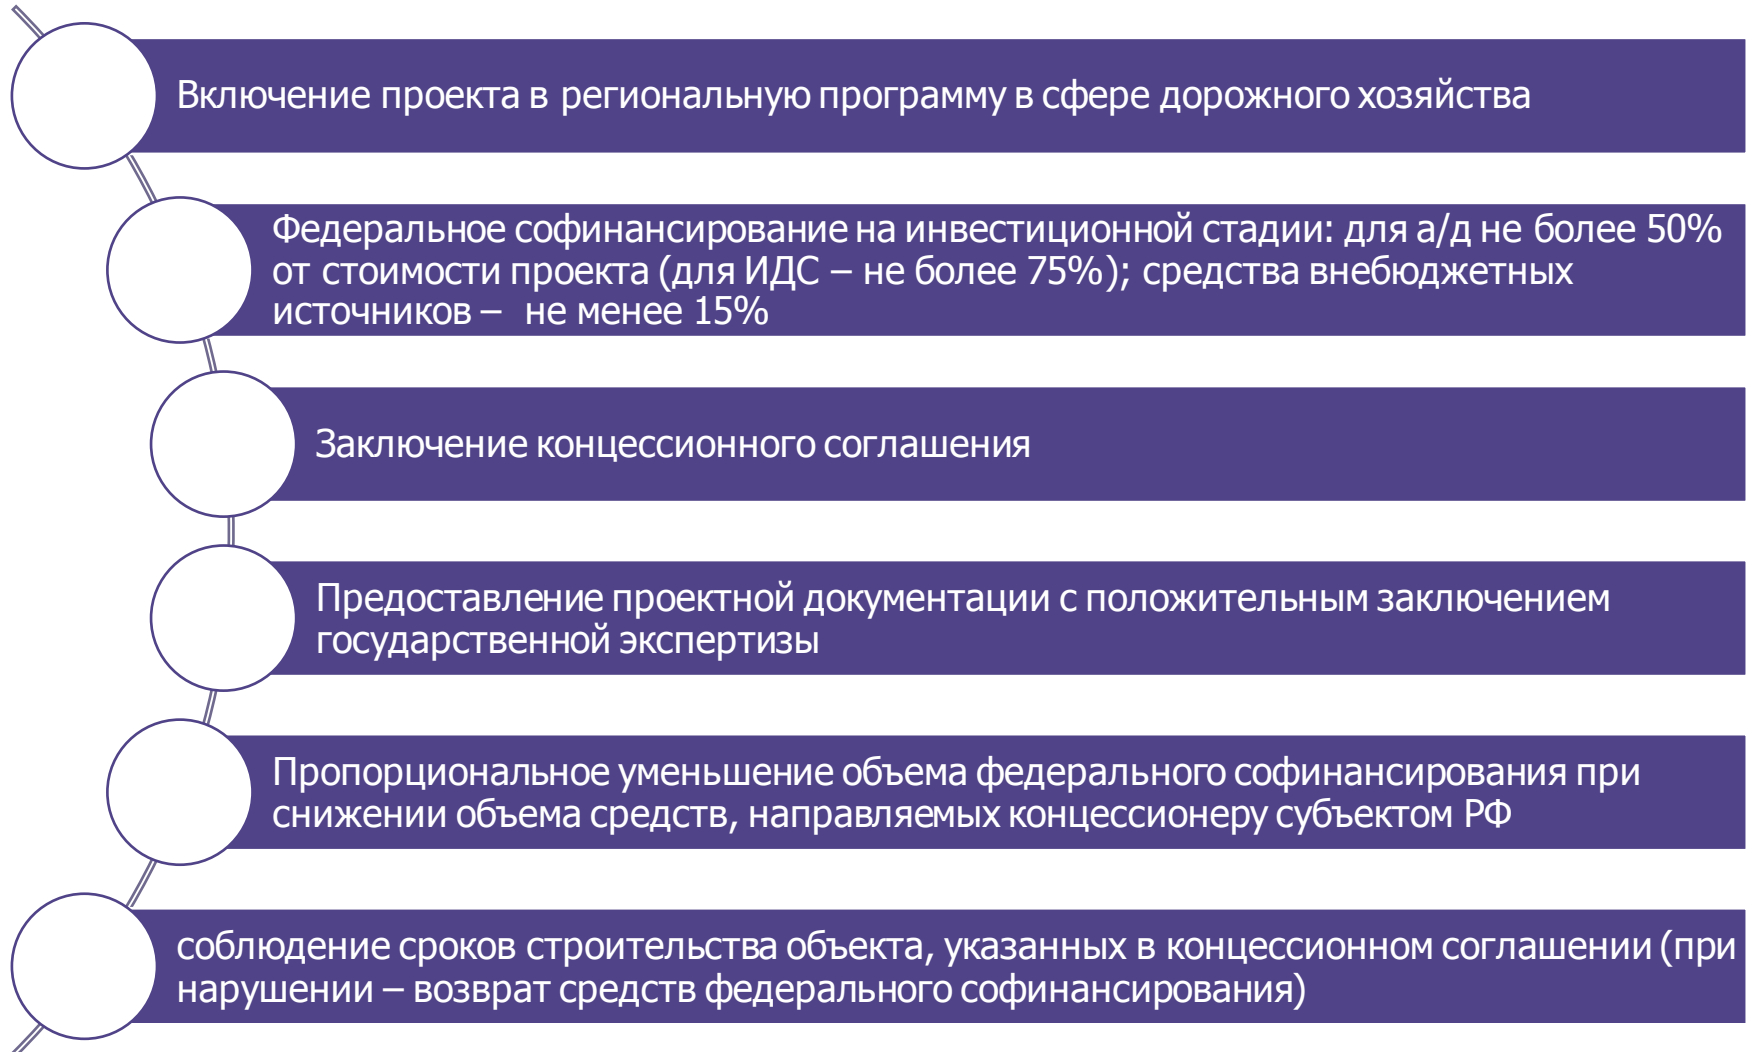 Включение проекта в региональную программу в сфере дорожного хозяйства
Федеральное софинансирование на инвестиционной стадии: для а/д не более 50%
от стоимости проекта (для ИДС – не более 75%); средства внебюджетных
источников – не менее 15%
Заключение концессионного соглашения
Предоставление проектной документации с положительным заключением
государственной экспертизы
Пропорциональное уменьшение объема федерального софинансирования при
снижении объема средств, направляемых концессионеру субъектом РФ
соблюдение сроков строительства объекта, указанных в концессионном соглашении (при
нарушении – возврат средств федерального софинансирования)